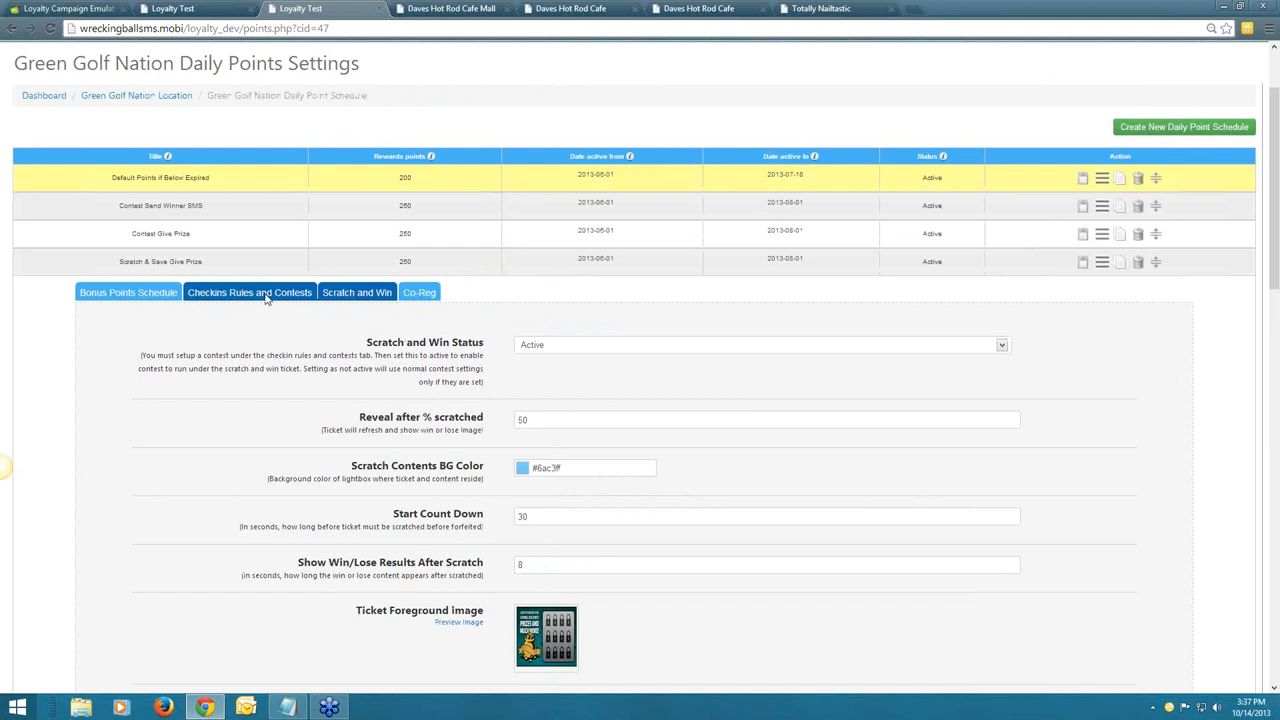 Loyalty Campaign Emulat
Loyalty Test
Loyalty Test
Daves Hot Rod Cafe Mall
Daves Hot Rod Cafe
Daves Hot Rod Cafe
Totally Nailtastic
wreckingballsms.mobi/loyalty_dev/points.php?cid=47
Green Golf Nation Daily Points Settings
Dashboard / Green Golf Nation Location / Green Golf Nation Daily Point Schedule
Create New Daily Point Schedule
Title Rewards points Date active from Date active to Status Action
Default Points if Below Expired 200 2013-06-01 2013-07-18 Active
Contest Send Winner SMS 250 2013-06-01 2013-08-01 Active
Contest Give Prize 250 2013-06-01 2013-08-01 Active
Scratch & Save Give Prize 250 2013-06-01 2013-08-01 Active
Bonus Points Schedule Checkins Rules and Contests Scratch and Win Co-Reg
Scratch and Win Status Active
(You must setup a contest under the checkin rules and contests tab. Then set this to active to enable
contest to run under the scratch and win ticket. Setting as not active will use normal contest settings
only if they are set)
Reveal after % scratched 50
(Ticket will refresh and show win or lose image)
Scratch Contents BG Color #6ac3ff
(Background color of lightbox where ticket and content reside)
Start Count Down 30
(In seconds, how long before ticket must be scratched before forfeited)
Show Win/Lose Results After Scratch 8
(in seconds, how long the win or lose content appears after scratched)
Ticket Foreground image
Preview Image
PRIZES AND
MUCH MORE!
3:37 PM
10/14/2013